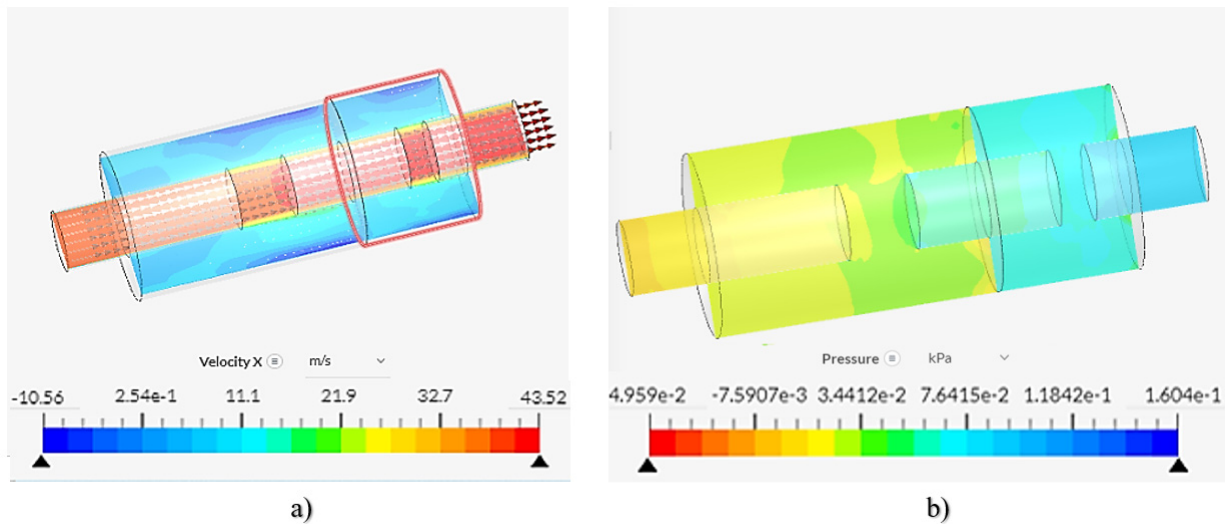 Velocity X m/s
-10.56 2.54e-1 11.1 21.9 32.7 43.52
a)
Pressure kPa
4.959e-2 -7.5907e-3 3.4412e-2 7.6415e-2 1.1842e-1 1.604e-1
b)